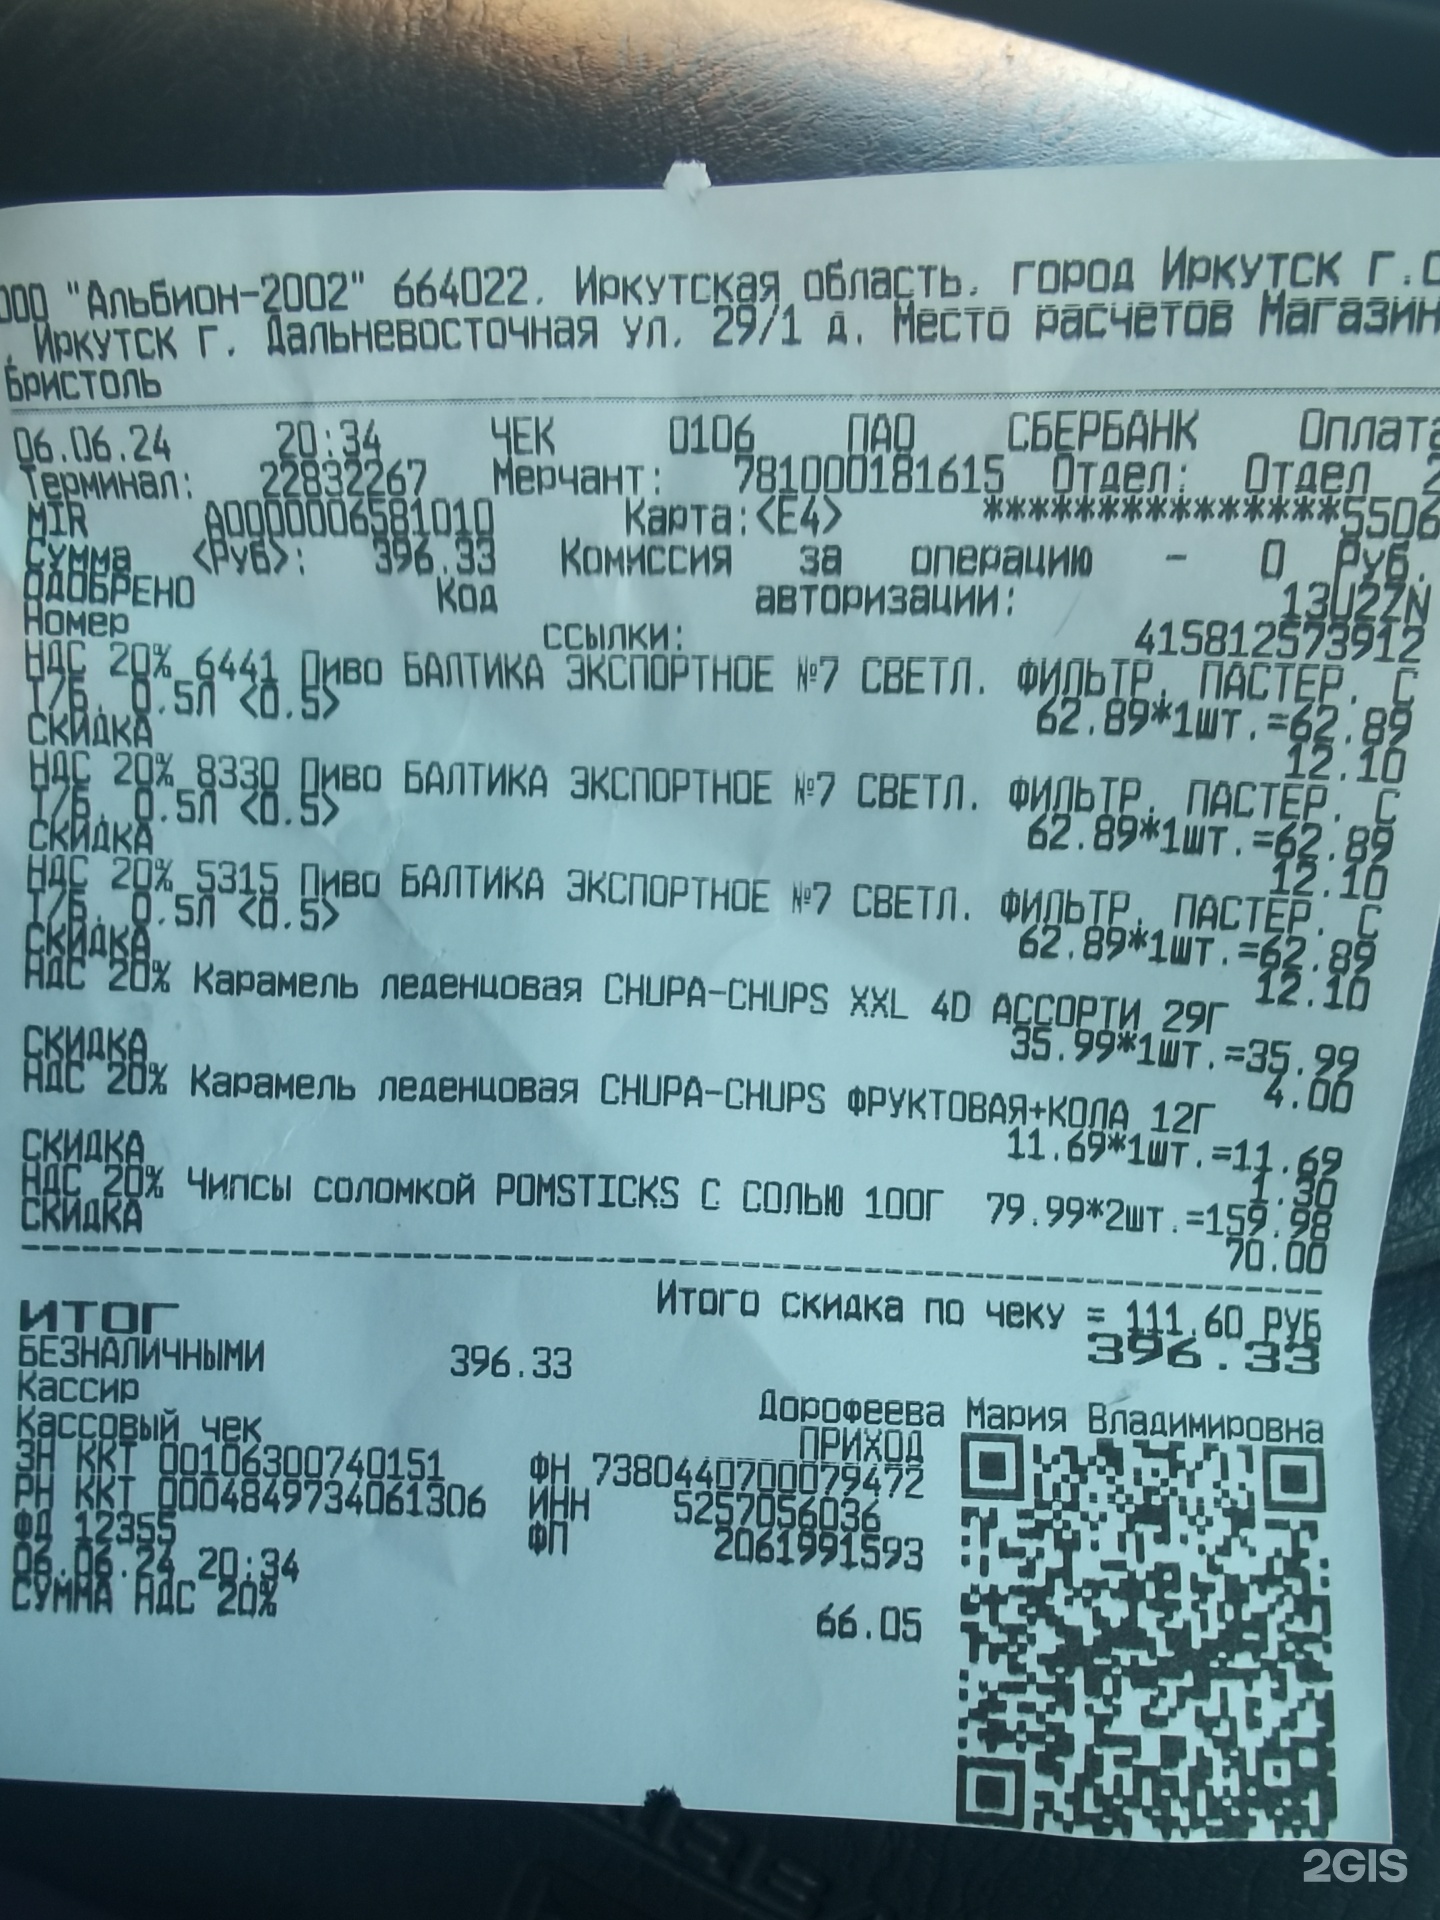 ООО "Альбион-2002" 664022, Иркутская область, город Иркутск г.о
, Иркутск г, Дальневосточная ул, 29/1 д. Место расчетов Магазин
Бристоль
06.06.24 20:34 ЧЕК 0106 ПАО СБЕРБАНК Оплата
Терминал: 22832267 Мерчант: 781000181615 Отдел: Отдел 2
MIR A0000006581010 Карта:<E4> ***************5506
Сумма <Руб>: 396.33 Комиссия за операцию - 0 Руб.
ОДОБРЕНО Код авторизации: 13U2ZN
Номер ссылки: 415812573912
НДС 20% 6441 Пиво БАЛТИКА ЭКСПОРТНОЕ №7 СВЕТЛ. ФИЛЬТР. ПАСТЕР. С
Т/Б. 0.5Л <0.5> 62.89*1шт.=62.89
СКИДКА 12.10
НДС 20% 8330 Пиво БАЛТИКА ЭКСПОРТНОЕ №7 СВЕТЛ. ФИЛЬТР. ПАСТЕР. С
Т/Б. 0.5Л <0.5> 62.89*1шт.=62.89
СКИДКА 12.10
НДС 20% 5315 Пиво БАЛТИКА ЭКСПОРТНОЕ №7 СВЕТЛ. ФИЛЬТР. ПАСТЕР. С
Т/Б. 0.5Л <0.5> 62.89*1шт.=62.89
СКИДКА 12.10
НДС 20% Карамель леденцовая CHUPA-CHUPS XXL 4D АССОРТИ 29Г
35.99*1шт.=35.99
СКИДКА 4.00
НДС 20% Карамель леденцовая CHUPA-CHUPS ФРУКТОВАЯ+КОЛА 12Г
11.69*1шт.=11.69
СКИДКА 1.30
НДС 20% Чипсы соломкой POMSTICKS С СОЛЬЮ 100Г 79.99*2шт.=159.98
СКИДКА 70.00
Итого скидка по чеку = 111.60 РУБ
ИТОГ 396.33
БЕЗНАЛИЧНЫМИ 396.33
Кассир Дорофеева Мария Владимировна
Кассовый чек ПРИХОД
ЗН ККТ 00106300740151 ФН 7380440700079472
РН ККТ 0004849734061306 ИНН 5257056036
ФД 12355 ФП 2061991593
06.06.24 20:34
СУММА НДС 20% 66.05
2GIS